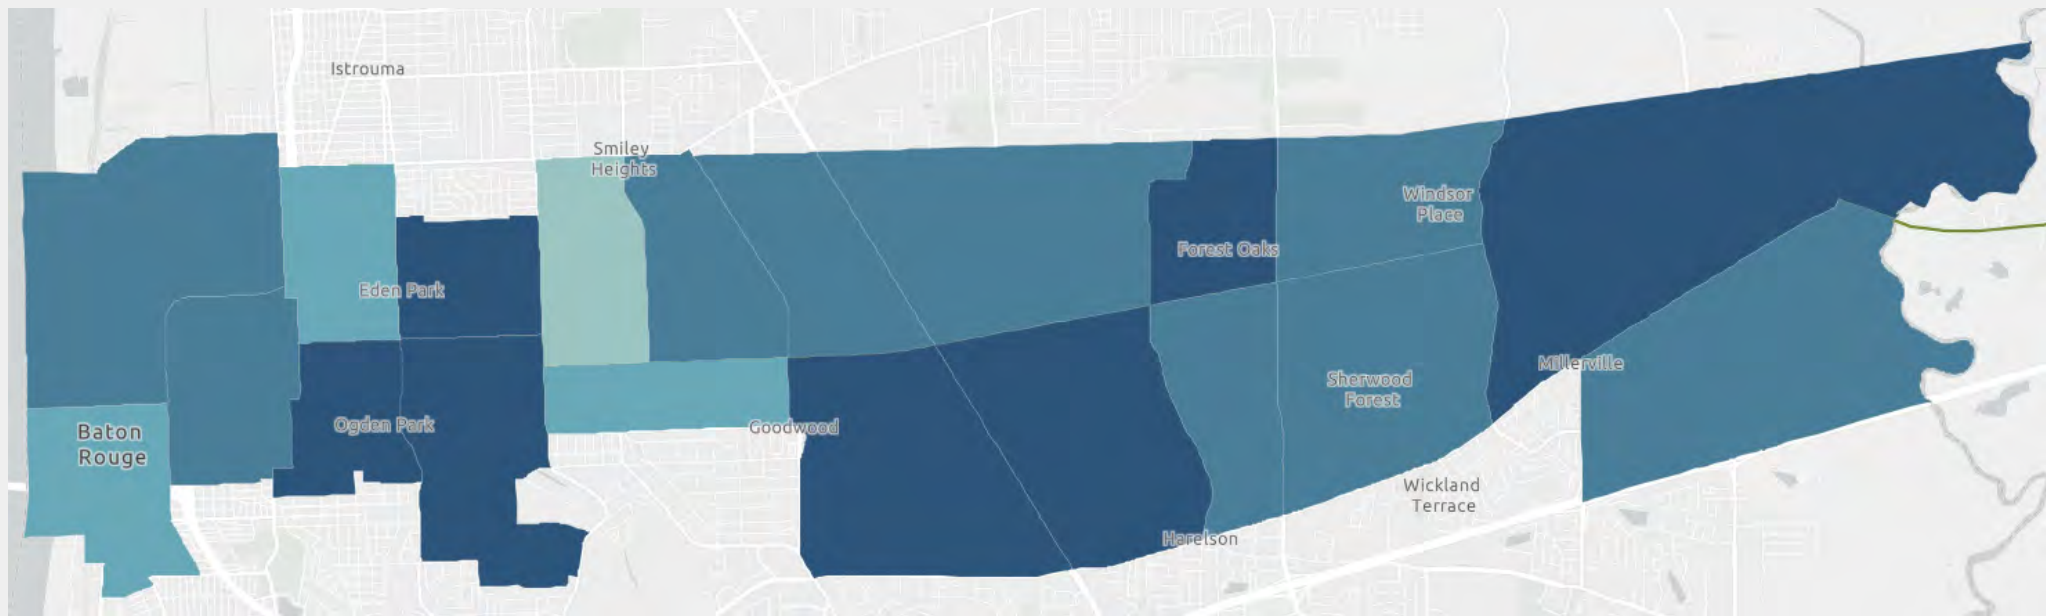 Istrouma
Smiley
Heights
Windsor
Place
Forest Oaks
Eden Park
Millerville
Sherwood
Forest
Ogden Park
Goodwood
Baton
Rouge
Wickland
Terrace
Harelson